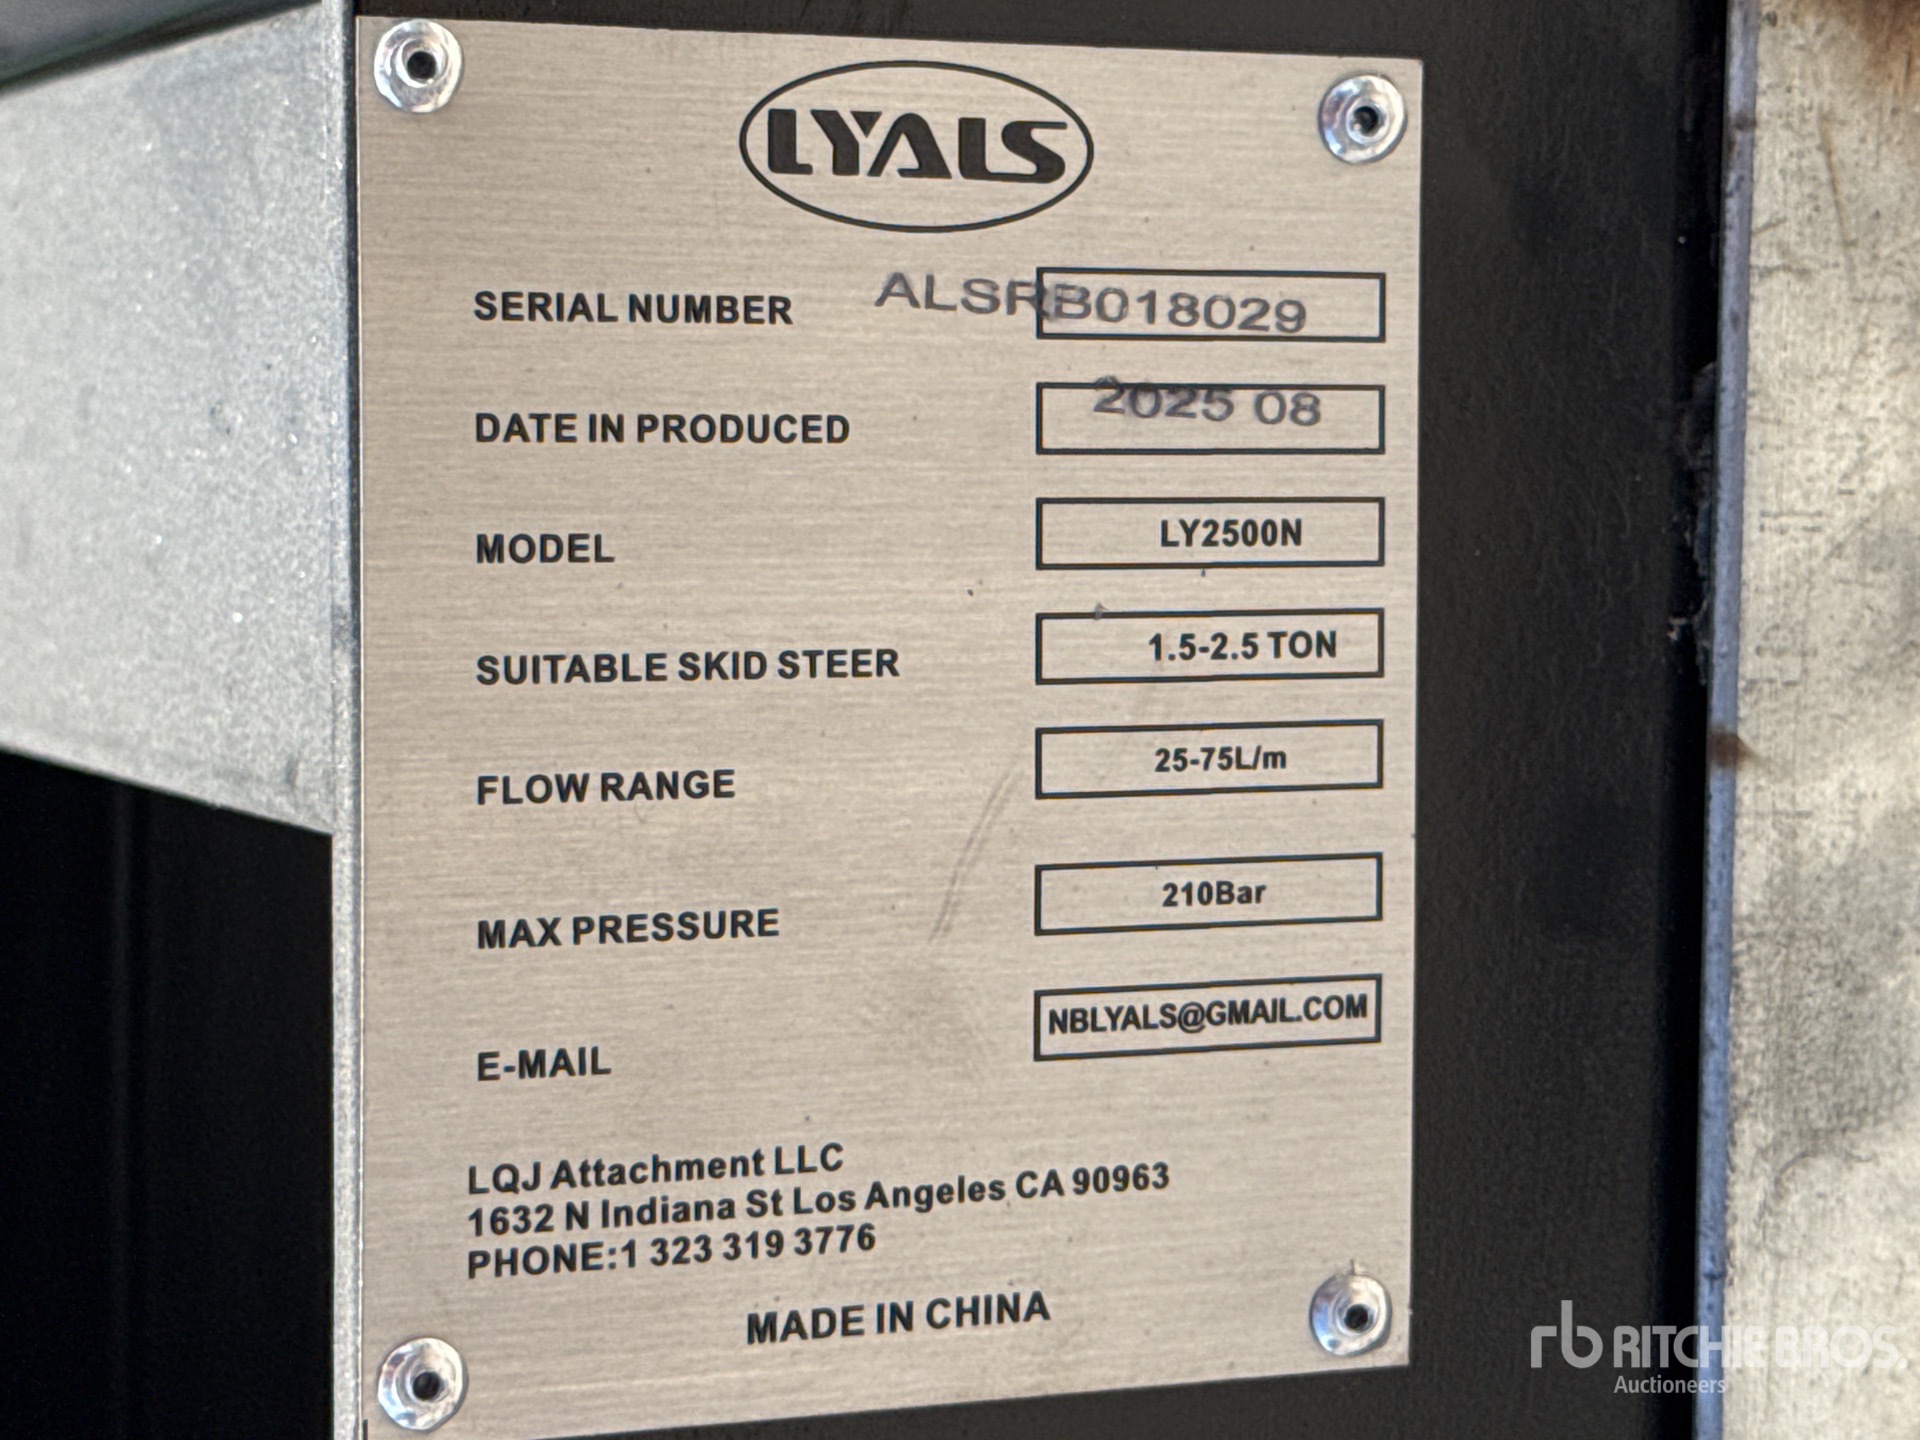 LYALS
SERIAL NUMBER ALSRB018029
DATE IN PRODUCED 2025 08
MODEL LY2500N
SUITABLE SKID STEER 1.5-2.5 TON
FLOW RANGE 25-75L/m
MAX PRESSURE 210Bar
E-MAIL NBLYALS@GMAIL.COM
LQJ Attachment LLC
1632 N Indiana St Los Angeles CA 90963
PHONE:1 323 319 3776
MADE IN CHINA
rb RITCHIE BROS.
Auctioneers